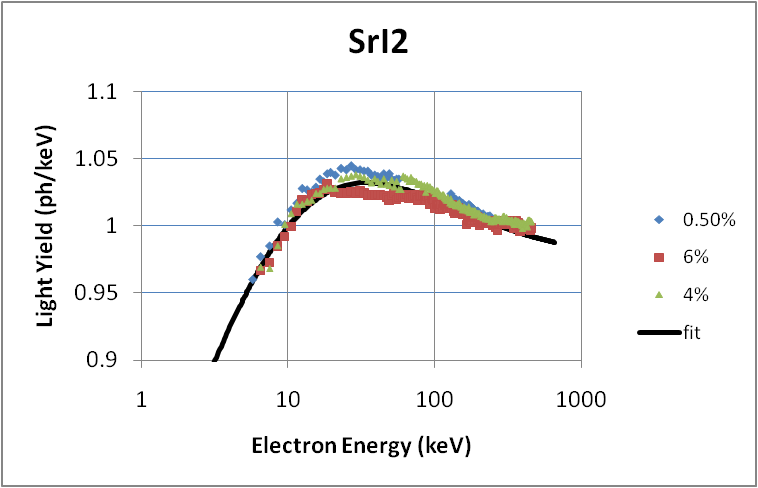 SrI2
1.1
1.05
1
0.95
0.9
Light Yield (ph/keV)
1 10 100 1000
Electron Energy (keV)
0.50%
6%
4%
fit